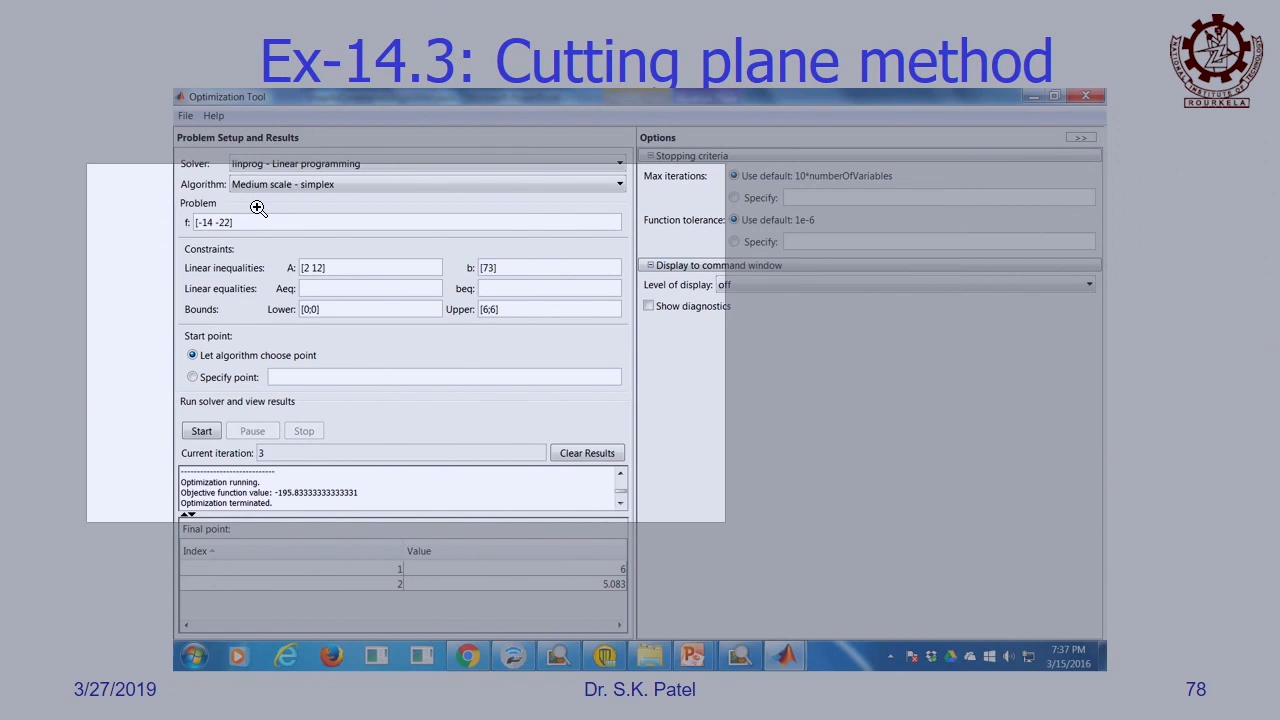 Ex-14.3: Cutting plane method
ROURKELA
Optimization Tool
File Help
Problem Setup and Results
Solver: linprog - Linear programming
Algorithm: Medium scale - simplex
Problem
f: [-14 -22]
Constraints:
Linear inequalities: A: [2 12] b: [73]
Linear equalities: Aeq: beq:
Bounds: Lower: [0;0] Upper: [6;6]
Start point:
Let algorithm choose point
Specify point:
Run solver and view results
Start Pause Stop
Current iteration: 3 Clear Results
Optimization running.
Objective function value: -195.83333333333331
Optimization terminated.
Final point:
Index Value
1 6
2 5.083
Options >>
Stopping criteria
Max iterations: Use default: 10*numberOfVariables
Specify:
Function tolerance: Use default: 1e-6
Specify:
Display to command window
Level of display: off
Show diagnostics
7:37 PM
3/15/2016
3/27/2019 Dr. S.K. Patel 78